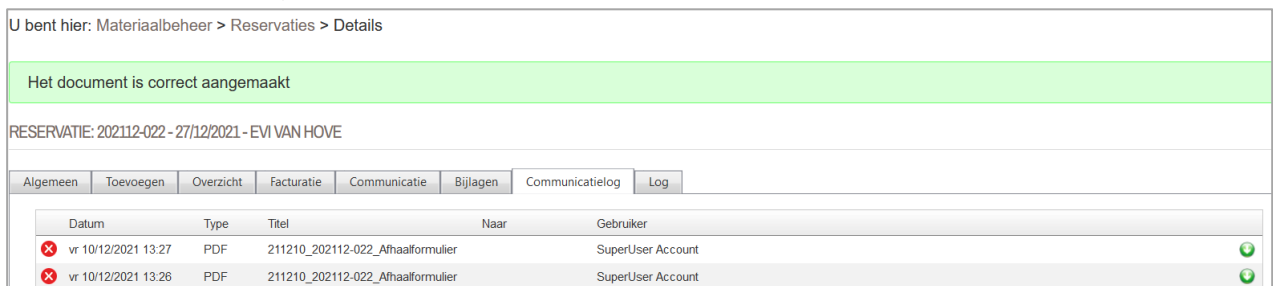 U bent hier: Materiaalbeheer > Reservaties > Details
Het document is correct aangemaakt
RESERVATIE: 202112-022 - 27/12/2021 - EVI VAN HOVE
Algemeen Toevoegen Overzicht Facturatie Communicatie Bijlagen Communicatielog Log
Datum Type Titel Naar Gebruiker
vr 10/12/2021 13:27 PDF 211210_202112-022_Afhaalformulier SuperUser Account
vr 10/12/2021 13:26 PDF 211210_202112-022_Afhaalformulier SuperUser Account